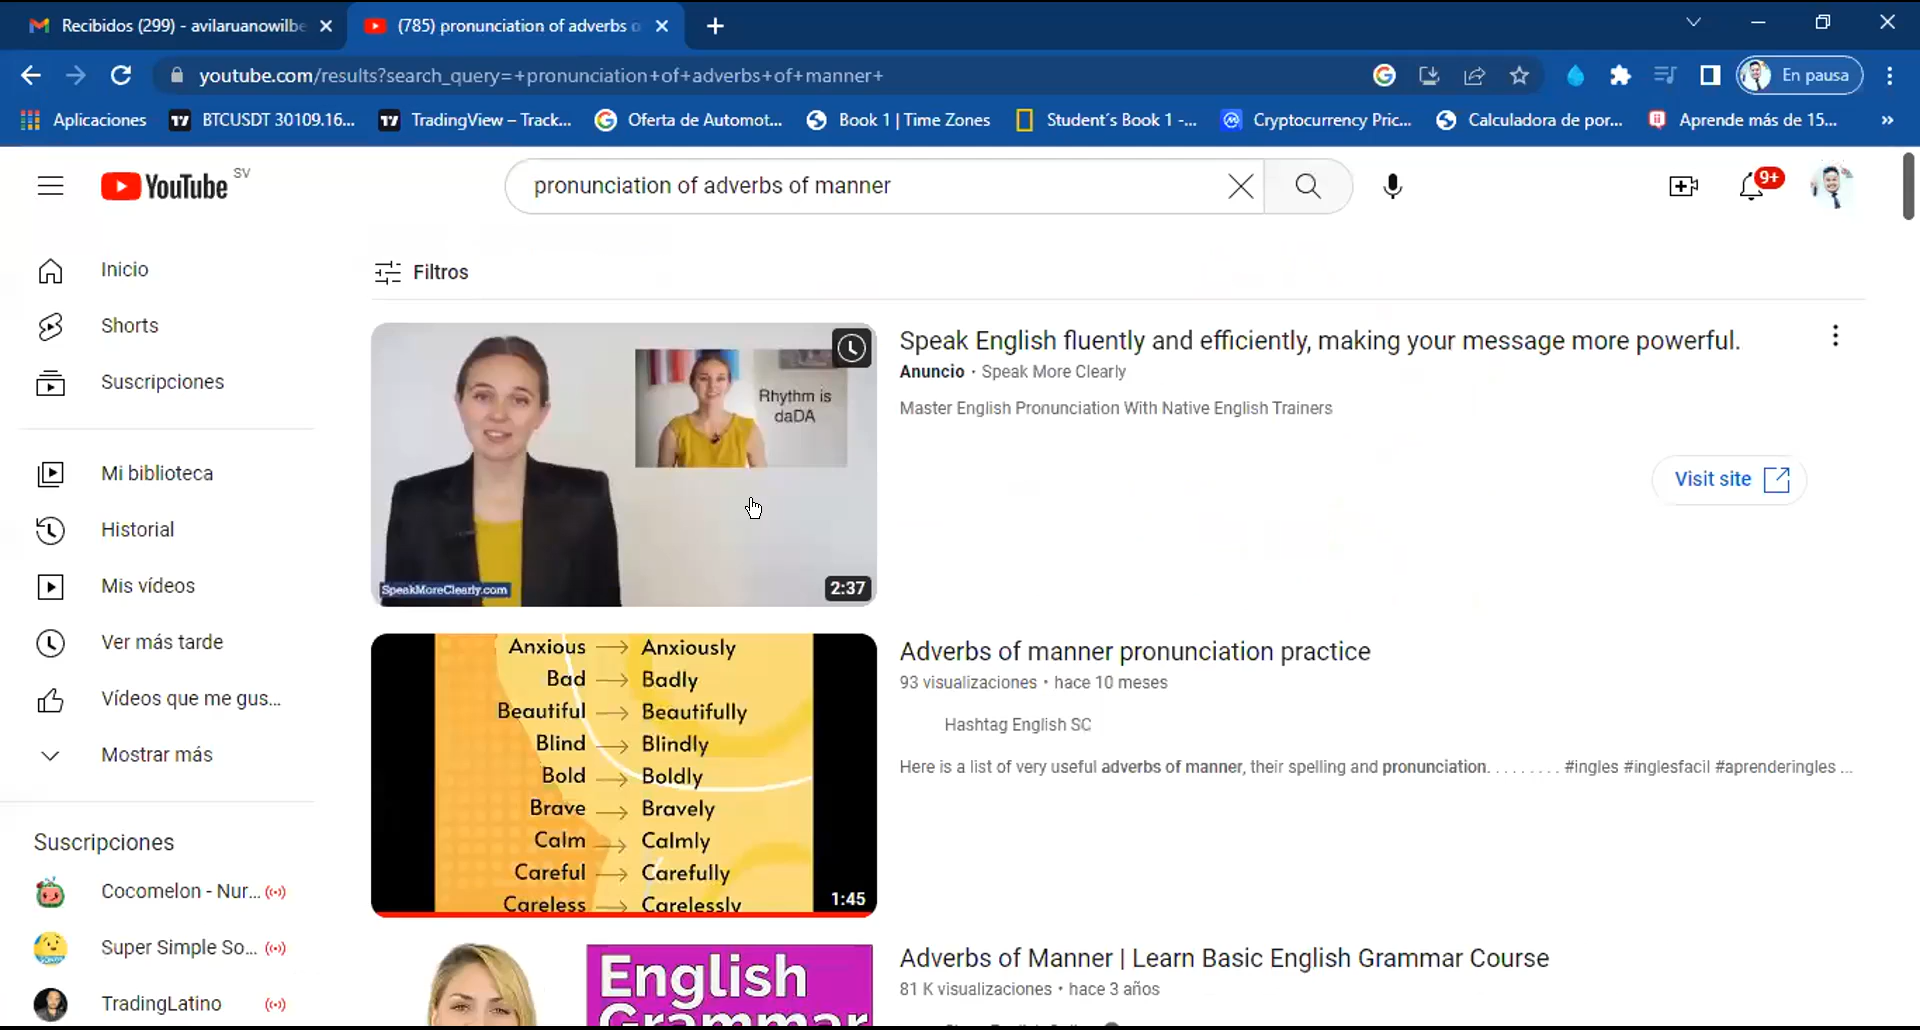 Recibidos (299) - avilaruanowilbe
(785) pronunciation of adverbs o
youtube.com/results?search_query=+pronunciation+of+adverbs+of+manner+
En pausa
Aplicaciones
BTCUSDT 30109.16...
TradingView – Track...
Oferta de Automot...
Book 1 | Time Zones
Student´s Book 1 -...
Cryptocurrency Pric...
Calculadora de por...
Aprende más de 15...
»
YouTube SV
pronunciation of adverbs of manner
9+
Inicio
Shorts
Suscripciones
Mi biblioteca
Historial
Mis vídeos
Ver más tarde
Vídeos que me gus...
Mostrar más
Suscripciones
Cocomelon - Nur...
Super Simple So...
TradingLatino
Filtros
Rhythm is
daDA
SpeakMoreClearly.com
2:37
Speak English fluently and efficiently, making your message more powerful.
Anuncio · Speak More Clearly
Master English Pronunciation With Native English Trainers
Visit site
Anxious → Anxiously
Bad → Badly
Beautiful → Beautifully
Blind → Blindly
Bold → Boldly
Brave → Bravely
Calm → Calmly
Careful → Carefully
Careless → Carelessly
1:45
Adverbs of manner pronunciation practice
93 visualizaciones · hace 10 meses
Hashtag English SC
Here is a list of very useful adverbs of manner, their spelling and pronunciation. . . . . . . . . #ingles #inglesfacil #aprenderingles ...
English
Grammar
Adverbs of Manner | Learn Basic English Grammar Course
81 K visualizaciones · hace 3 años